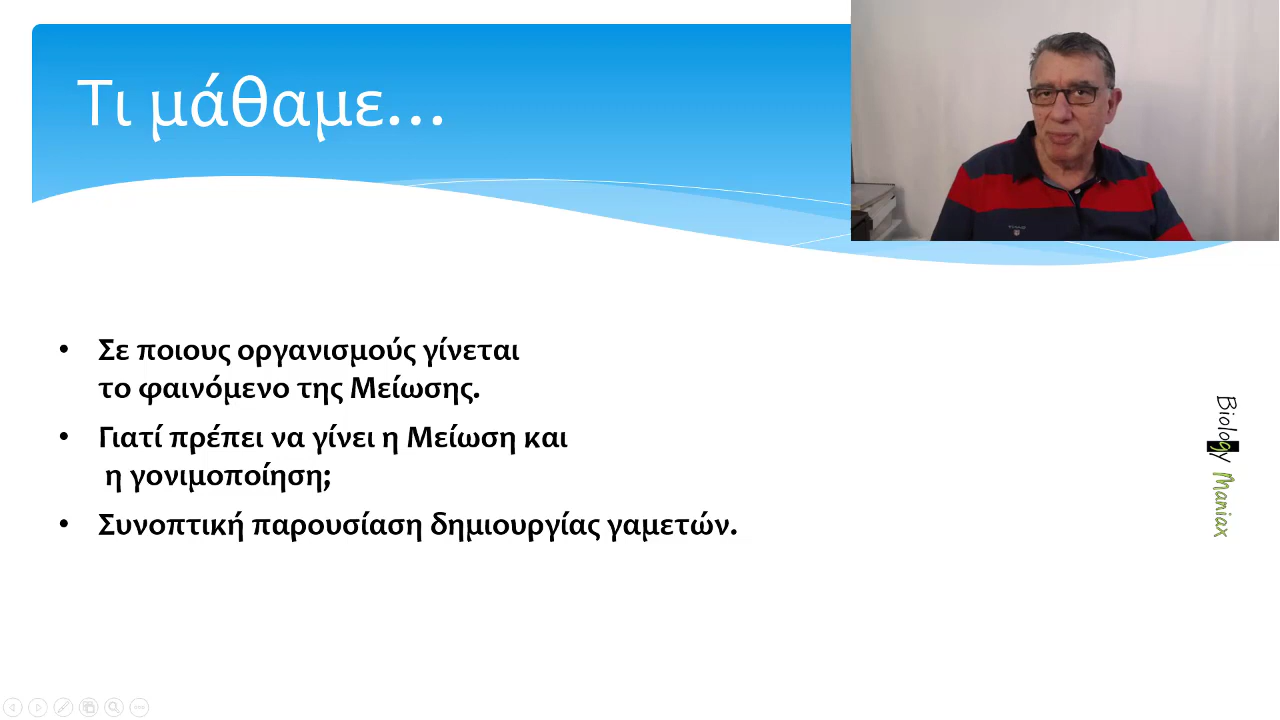 Τι μάθαμε...
• Σε ποιους οργανισμούς γίνεται
το φαινόμενο της Μείωσης.
• Γιατί πρέπει να γίνει η Μείωση και
η γονιμοποίηση;
• Συνοπτική παρουσίαση δημιουργίας γαμετών.
Biology Maniax